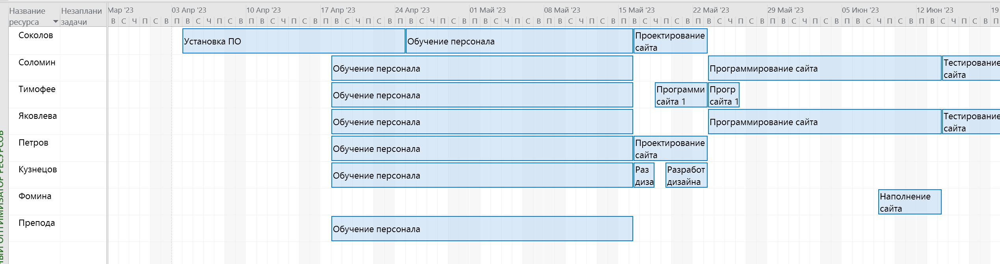 Название
ресурса
Незаплани
задачи
Мар '23
03 Апр '23
10 Апр '23
17 Апр '23
24 Апр '23
01 Май '23
08 Май '23
15 Май '23
22 Май '23
29 Май '23
05 Июн '23
12 Июн '23
19
В С Ч П С В П В С Ч П С В П В С Ч П С В П В С Ч П С В П В С Ч П С В П В С Ч П С В П В С Ч П С В П В С Ч П С В П В С Ч П С В П В С Ч П С В П В С Ч П С В П В С Ч П С В П
Соколов
Установка ПО
Обучение персонала
Проектирование
сайта
Соломин
Обучение персонала
Программирование сайта
Тестирование
сайта
Тимофее
Обучение персонала
Программи
сайта 1
Прогр
сайта 1
Яковлева
Обучение персонала
Программирование сайта
Тестирование
сайта
Петров
Обучение персонала
Проектирование
сайта
Кузнецов
Обучение персонала
Раз
диза
Разработ
дизайна
Фомина
Наполнение
сайта
Препода
Обучение персонала
ОПТИМИЗАТОР РЕСУРСОВ